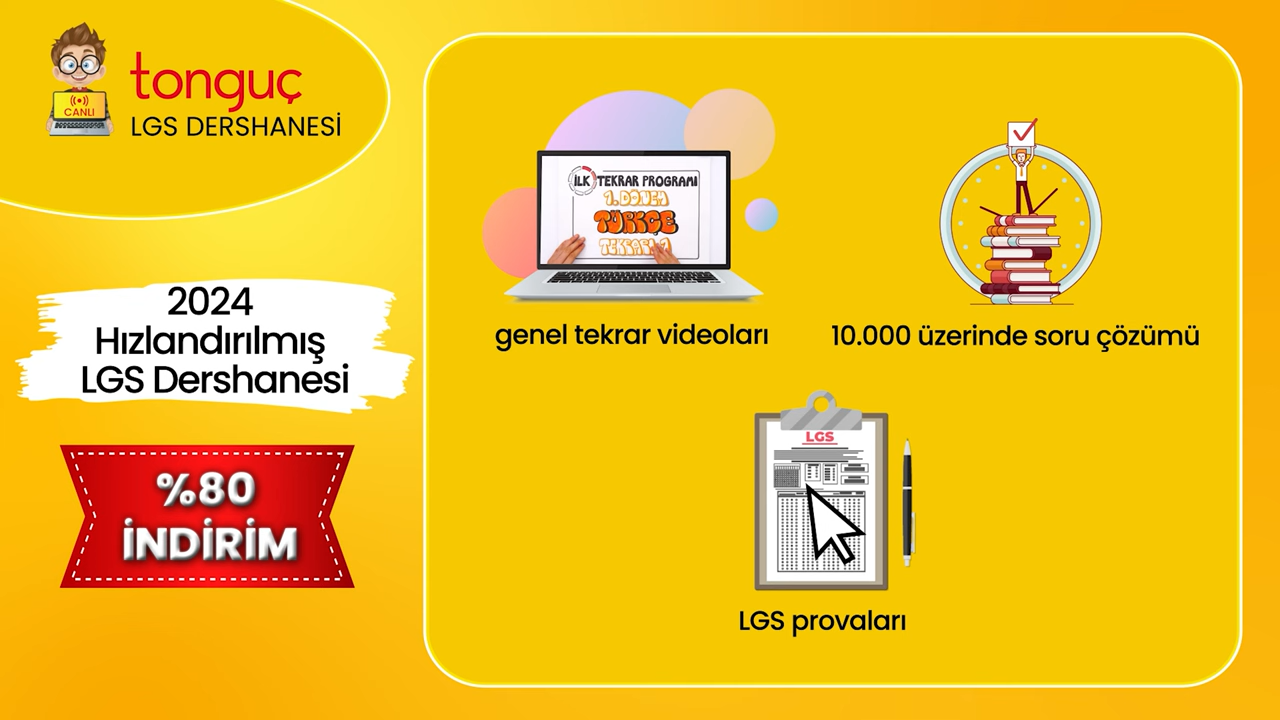 CANLI
tonguç
LGS DERSHANESİ
2024
Hızlandırılmış
LGS Dershanesi
%80
İNDİRİM
İLK TEKRAR PROGRAMI
1. DÖNEM
TÜRKÇE
genel tekrar videoları
10.000 üzerinde soru çözümü
LGS
LGS provaları